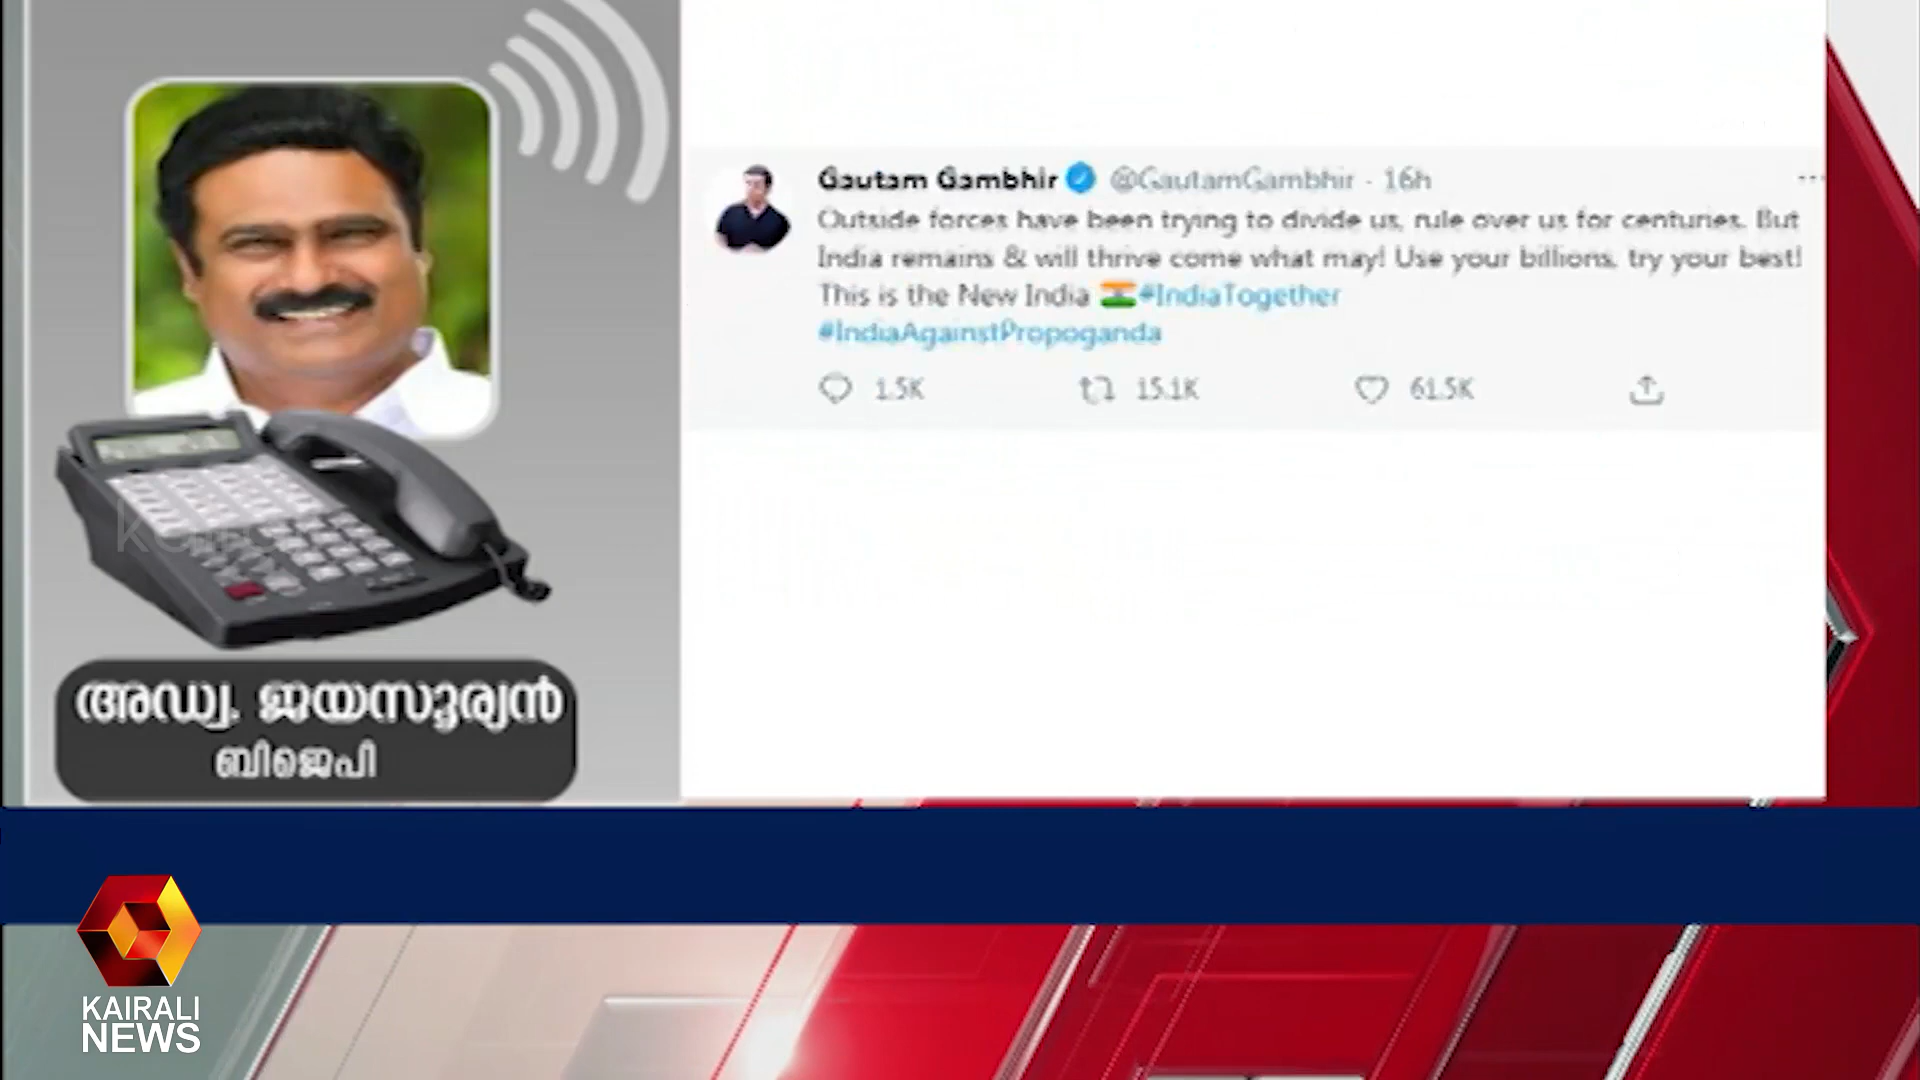 Gautam Gambhir @GautamGambhir · 16h
Outside forces have been trying to divide us, rule over us for centuries. But
India remains & will thrive come what may! Use your billions, try your best!
This is the New India 🇮🇳#IndiaTogether
#IndiaAgainstPropoganda
1.5K 15.1K 61.5K
അഡ്വ. ജയസൂര്യൻ
ബിജെപി
KAIRALI
NEWS